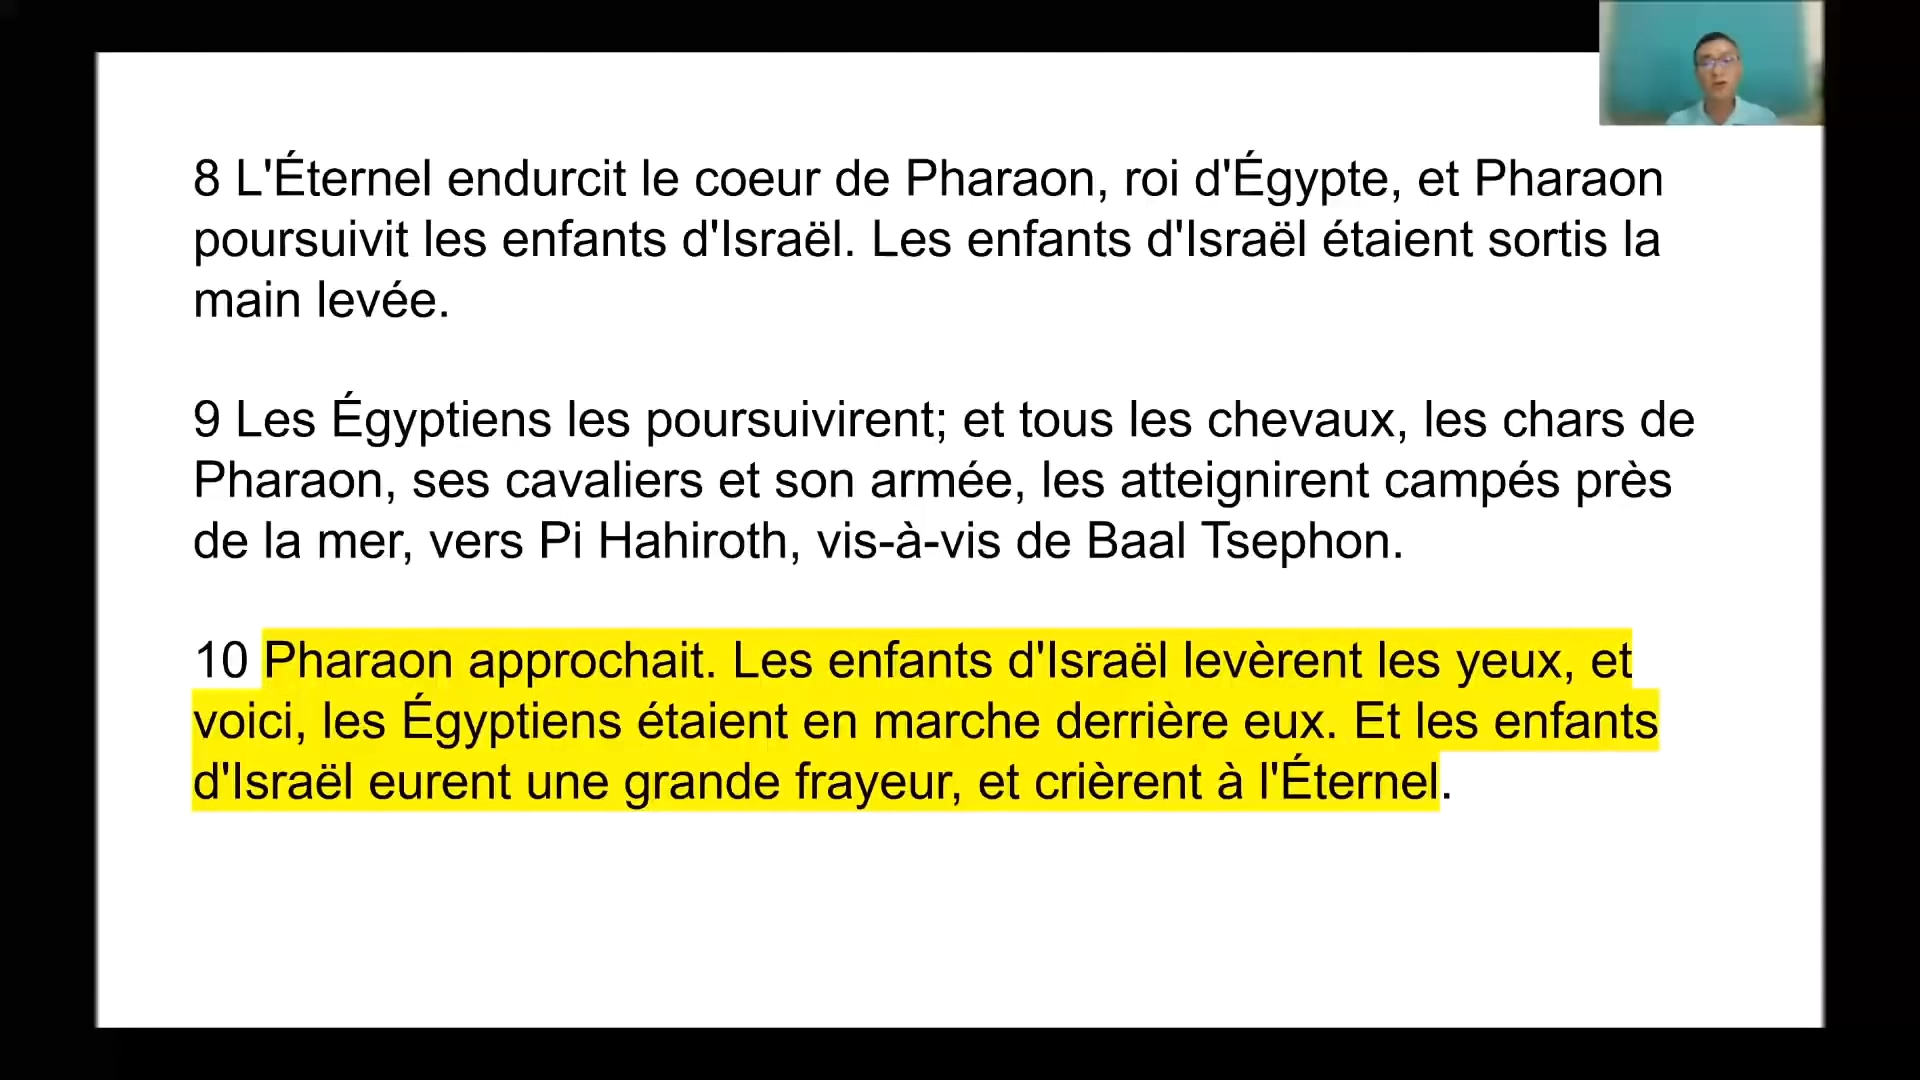 8 L'Éternel endurcit le coeur de Pharaon, roi d'Égypte, et Pharaon
poursuivit les enfants d'Israël. Les enfants d'Israël étaient sortis la
main levée.
9 Les Égyptiens les poursuivirent; et tous les chevaux, les chars de
Pharaon, ses cavaliers et son armée, les atteignirent campés près
de la mer, vers Pi Hahiroth, vis-à-vis de Baal Tsephon.
10 Pharaon approchait. Les enfants d'Israël levèrent les yeux, et
voici, les Égyptiens étaient en marche derrière eux. Et les enfants
d'Israël eurent une grande frayeur, et crièrent à l'Éternel.